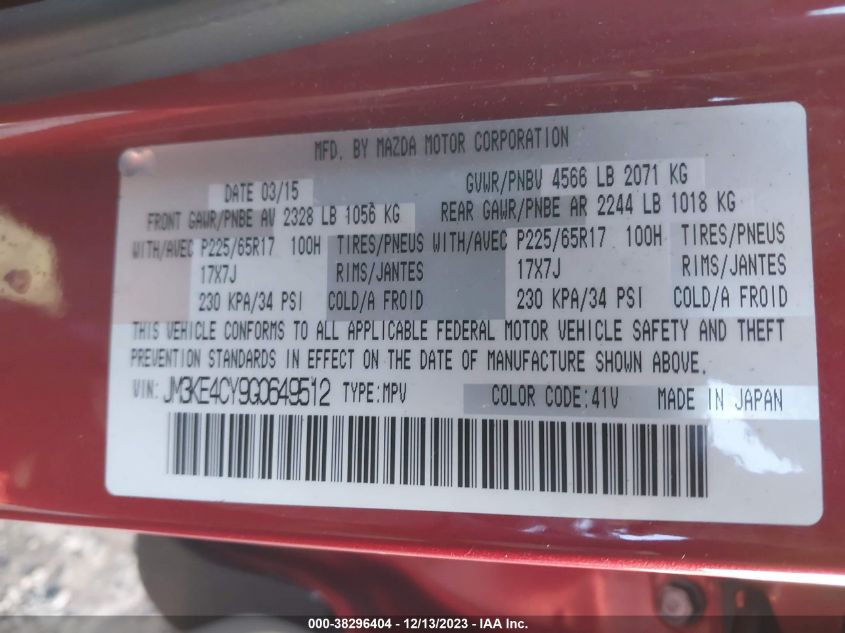 MFD. BY MAZDA MOTOR CORPORATION
DATE 03/15 GVWR/PNBV 4566 LB 2071 KG
FRONT GAWR/PNBE AV 2328 LB 1056 KG REAR GAWR/PNBE AR 2244 LB 1018 KG
WITH/AVEC P225/65R17 100H TIRES/PNEUS WITH/AVEC P225/65R17 100H TIRES/PNEUS
17X7J RIMS/JANTES 17X7J RIMS/JANTES
230 KPA/34 PSI COLD/A FROID 230 KPA/34 PSI COLD/A FROID
THIS VEHICLE CONFORMS TO ALL APPLICABLE FEDERAL MOTOR VEHICLE SAFETY AND THEFT
PREVENTION STANDARDS IN EFFECT ON THE DATE OF MANUFACTURE SHOWN ABOVE.
VIN: JM3KE4CY9G0649512 TYPE:MPV COLOR CODE:41V MADE IN JAPAN
000-38296404 - 12/13/2023 - IAA Inc.